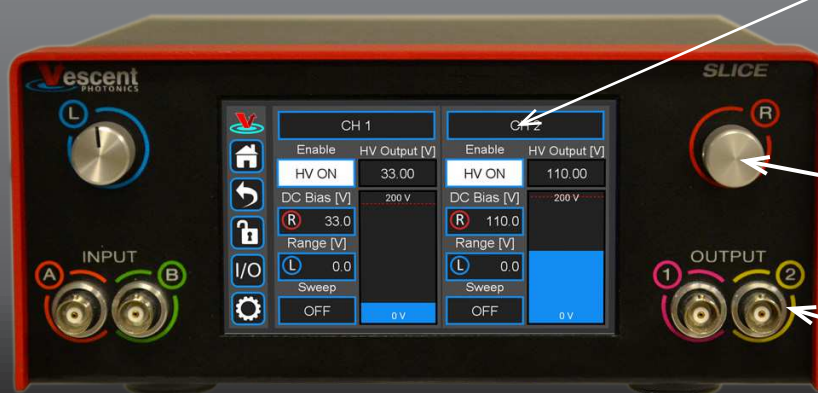 Vescent
PHOTONICS
SLICE
L
R
CH 1
CH 2
Enable
HV Output [V]
Enable
HV Output [V]
HV ON
33.00
HV ON
110.00
DC Bias [V]
200 V
DC Bias [V]
200 V
R 33.0
R 110.0
Range [V]
Range [V]
L 0.0
L 0.0
Sweep
Sweep
OFF
0 V
OFF
0 V
I/O
INPUT
A
B
OUTPUT
1
2